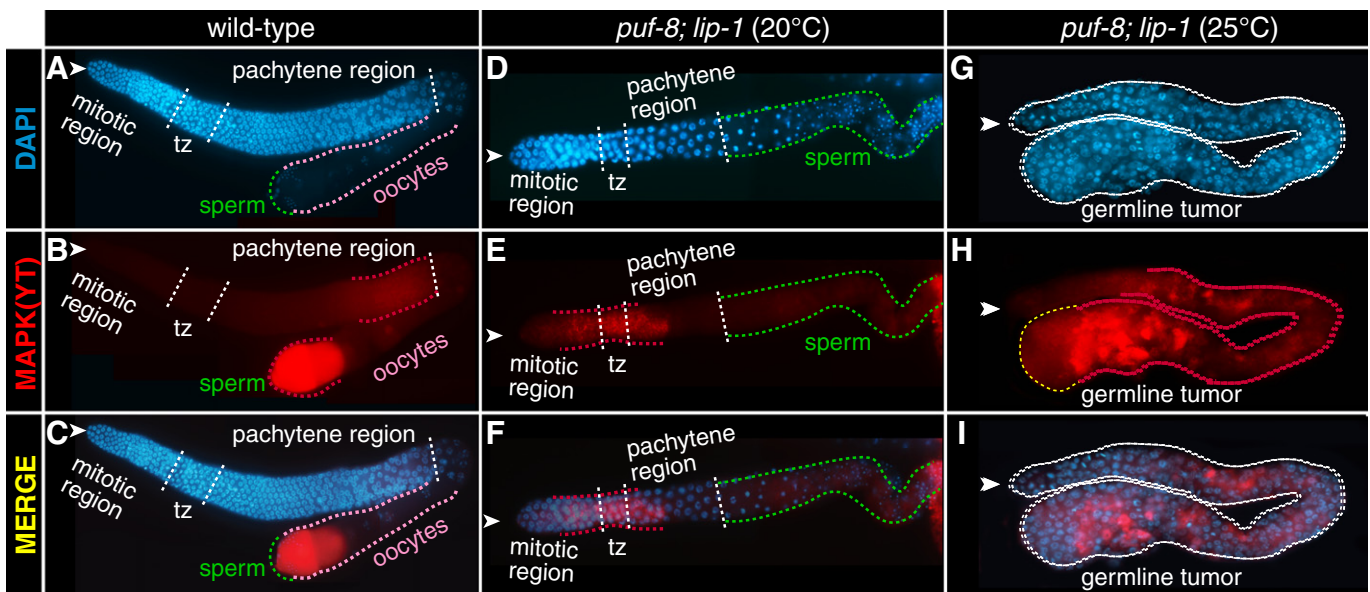 wild-type
puf-8; lip-1 (20°C)
puf-8; lip-1 (25°C)
DAPI
A
pachytene region
mitotic
region
tz
sperm
oocytes
D
pachytene
region
mitotic
region
tz
sperm
G
germline tumor
MAPK(YT)
B
pachytene region
mitotic
region
tz
sperm
oocytes
E
pachytene
region
mitotic
region
tz
sperm
H
germline tumor
MERGE
C
pachytene region
mitotic
region
tz
sperm
oocytes
F
pachytene
region
mitotic
region
tz
I
germline tumor